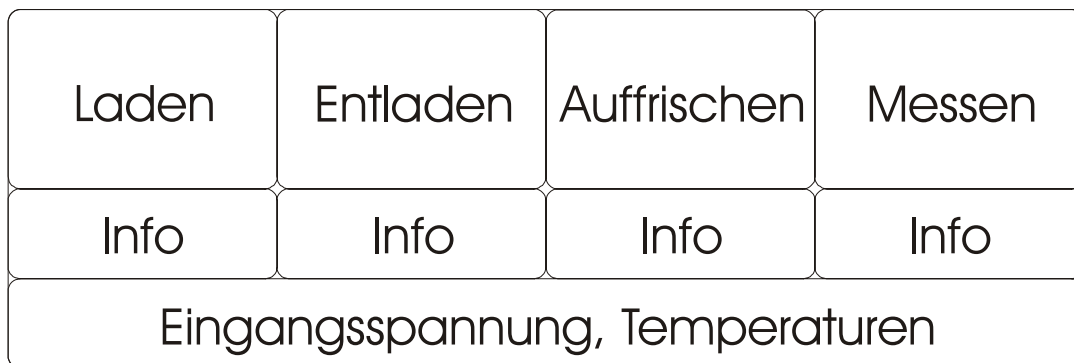 Laden Entladen Auffrischen Messen
Info Info Info Info
Eingangsspannung, Temperaturen